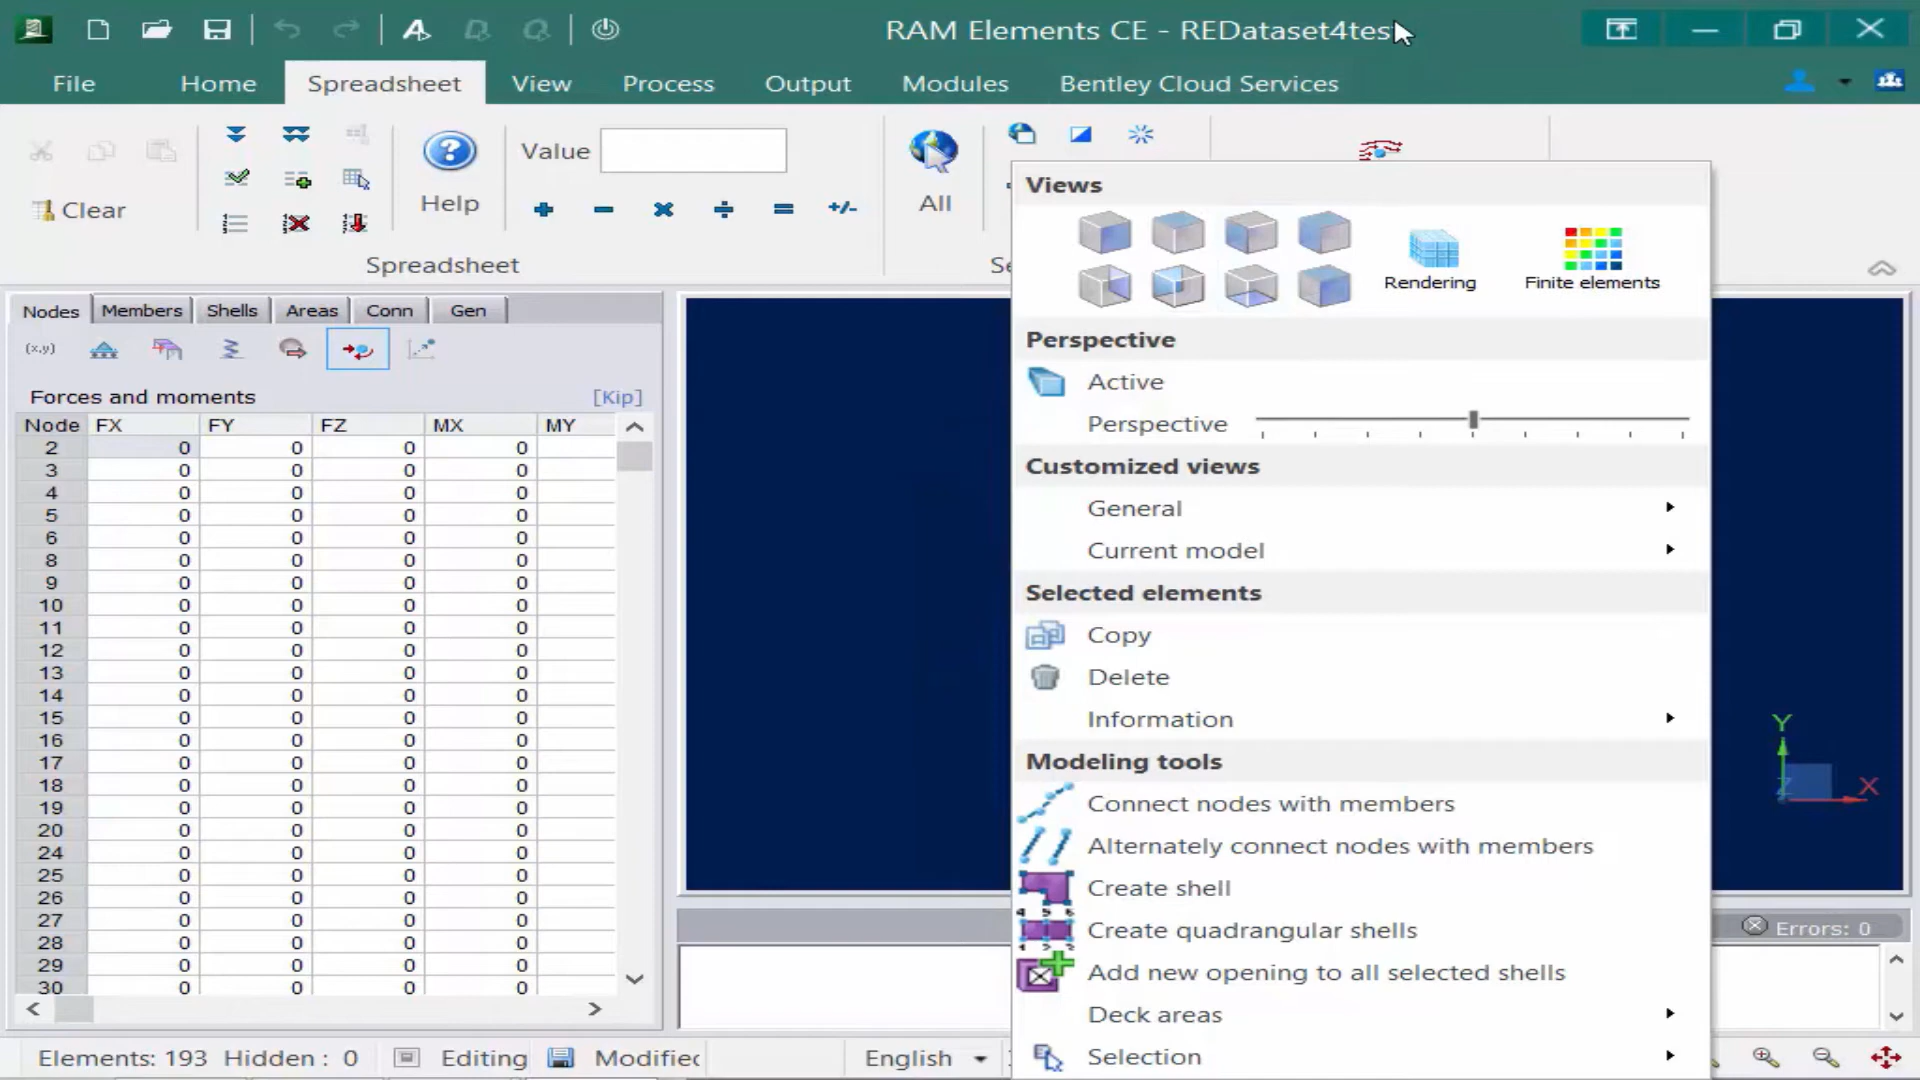 RAM Elements CE - REDataset4test
File Home Spreadsheet View Process Output Modules Bentley Cloud Services
Clear
Help
Value
All
Spreadsheet
Nodes Members Shells Areas Conn Gen
(x,y)
Forces and moments [Kip]
Node FX FY FZ MX MY
2 0 0 0 0
3 0 0 0 0
4 0 0 0 0
5 0 0 0 0
6 0 0 0 0
8 0 0 0 0
9 0 0 0 0
10 0 0 0 0
11 0 0 0 0
12 0 0 0 0
13 0 0 0 0
14 0 0 0 0
15 0 0 0 0
16 0 0 0 0
17 0 0 0 0
18 0 0 0 0
19 0 0 0 0
20 0 0 0 0
24 0 0 0 0
25 0 0 0 0
26 0 0 0 0
27 0 0 0 0
28 0 0 0 0
29 0 0 0 0
30 0 0 0 0
Views
Rendering
Finite elements
Perspective
Active
Perspective
Customized views
General
Current model
Selected elements
Copy
Delete
Information
Modeling tools
Connect nodes with members
Alternately connect nodes with members
Create shell
Create quadrangular shells
Add new opening to all selected shells
Deck areas
Selection
Y
X
Z
Errors: 0
Elements: 193 Hidden : 0 Editing English